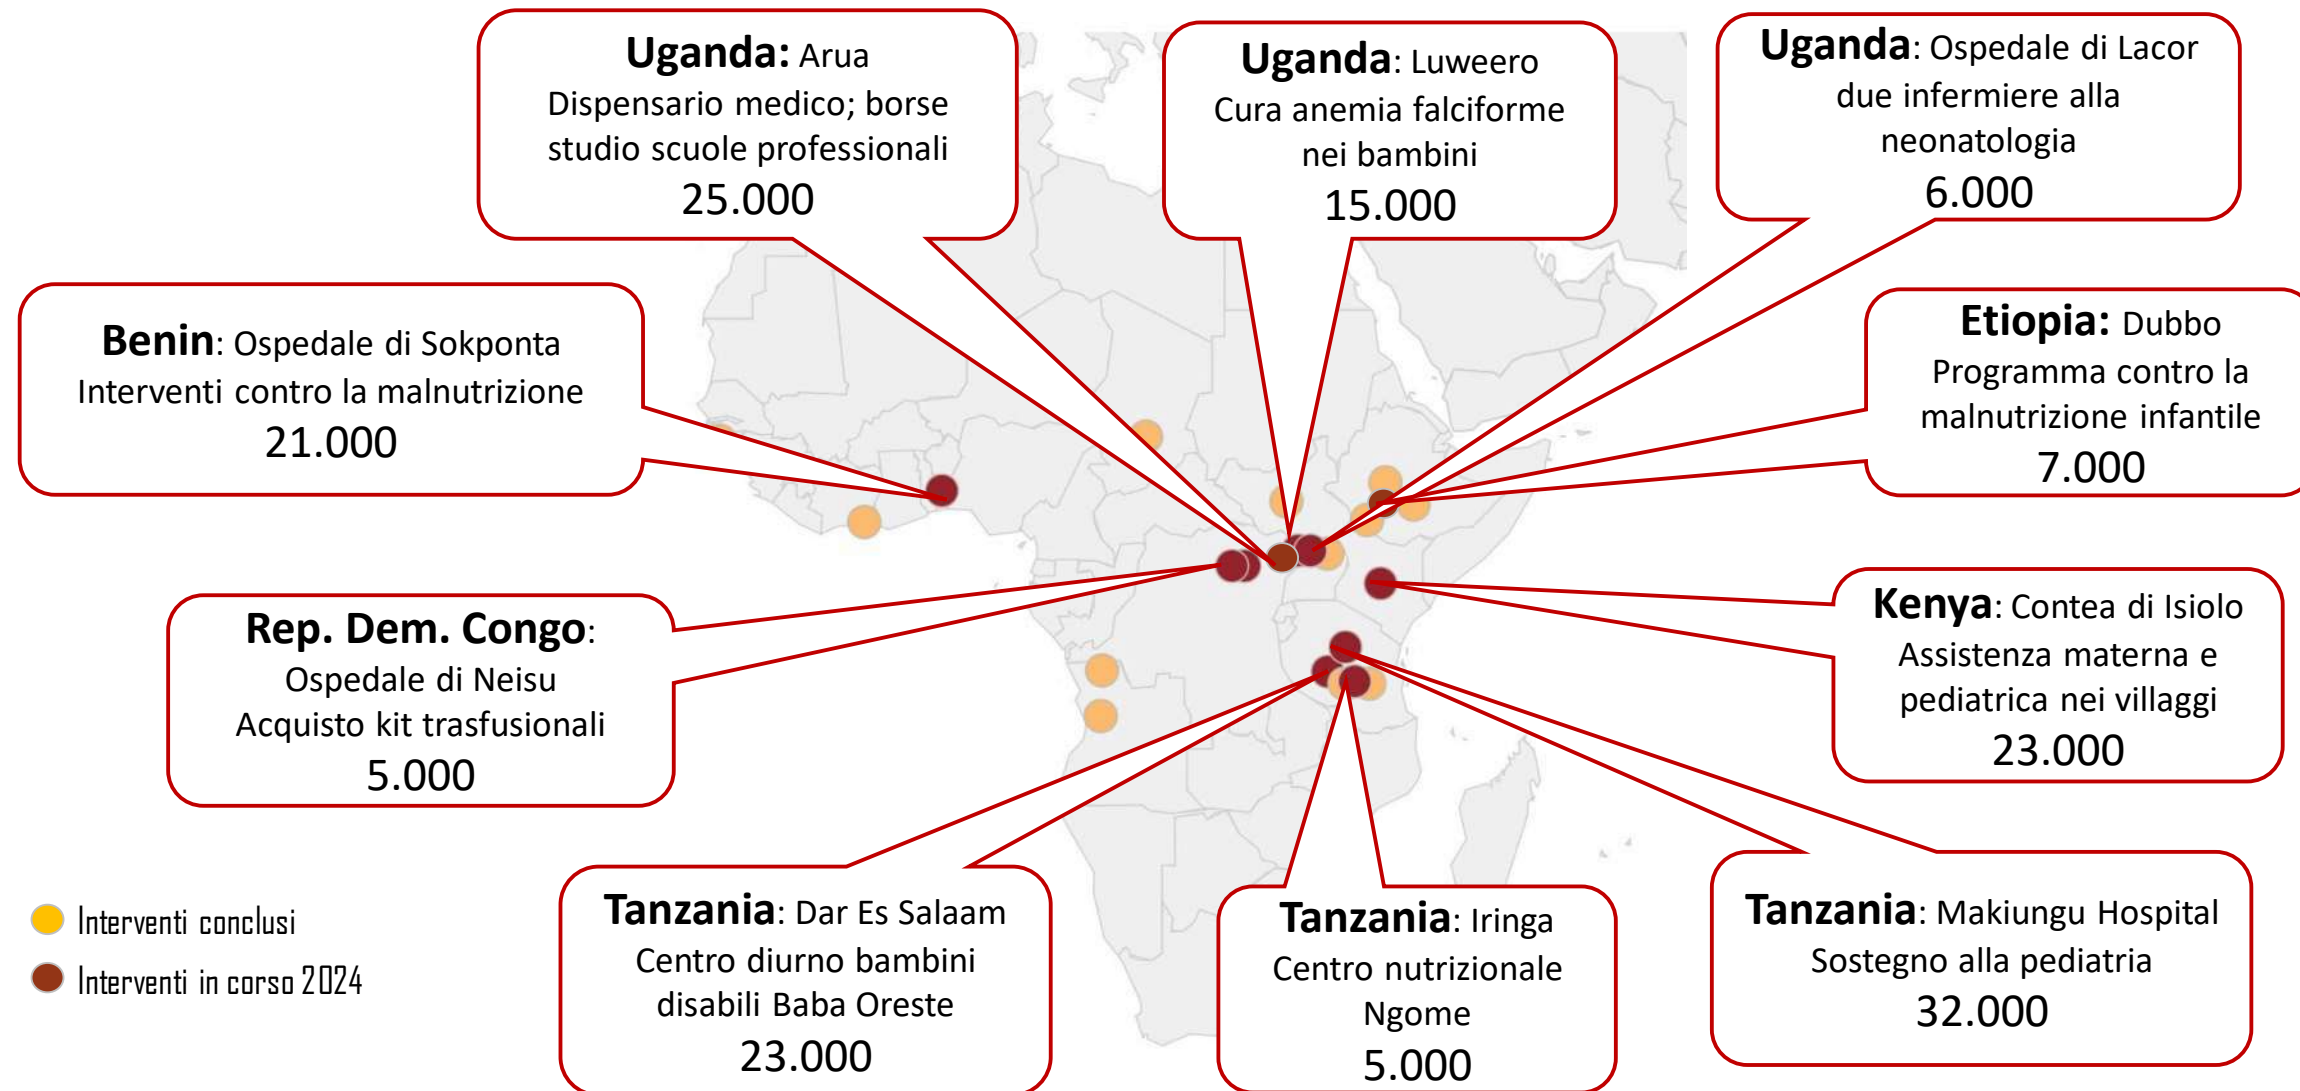 Uganda: Arua
Dispensario medico; borse
studio scuole professionali
25.000
Uganda: Luweero
Cura anemia falciforme
nei bambini
15.000
Uganda: Ospedale di Lacor
due infermiere alla
neonatologia
6.000
Benin: Ospedale di Sokponta
Interventi contro la malnutrizione
21.000
Etiopia: Dubbo
Programma contro la
malnutrizione infantile
7.000
Rep. Dem. Congo:
Ospedale di Neisu
Acquisto kit trasfusionali
5.000
Kenya: Contea di Isiolo
Assistenza materna e
pediatrica nei villaggi
23.000
Interventi conclusi
Interventi in corso 2024
Tanzania: Dar Es Salaam
Centro diurno bambini
disabili Baba Oreste
23.000
Tanzania: Iringa
Centro nutrizionale
Ngome
5.000
Tanzania: Makiungu Hospital
Sostegno alla pediatria
32.000